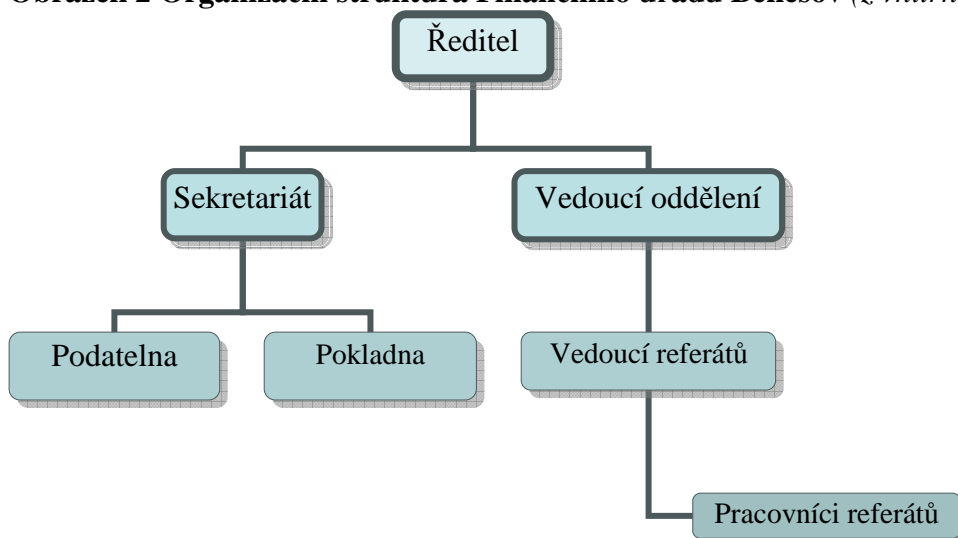 Obrázek 2 Organizační struktura Finančního úřadu Benešov
Ředitel
Sekretariát
Vedoucí oddělení
Podatelna
Pokladna
Vedoucí referátů
Pracovníci referátů